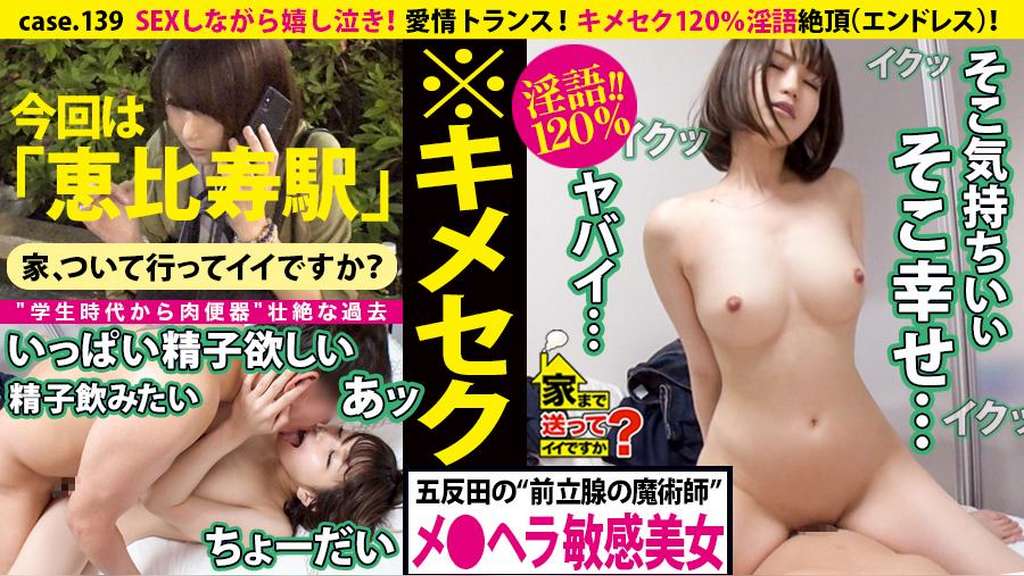 case.139 SEXしながら嬉し泣き!愛情トランス!キメセク120%淫語絶頂(エンドレス)!
今回は
「恵比寿駅」
家、ついて行ってイイですか?
"学生時代から肉便器"壮絶な過去
いっぱい精子欲しい
精子飲みたい
あッ
ちょーだい
※キメセク
淫語!!
120%
イクッ
イクッ
ヤバイ…
そこ気持ちいぃ
そこ幸せ…
イクッ
家まで
送って
イイですか
?
五反田の“前立腺の魔術師”
メ●ヘラ敏感美女